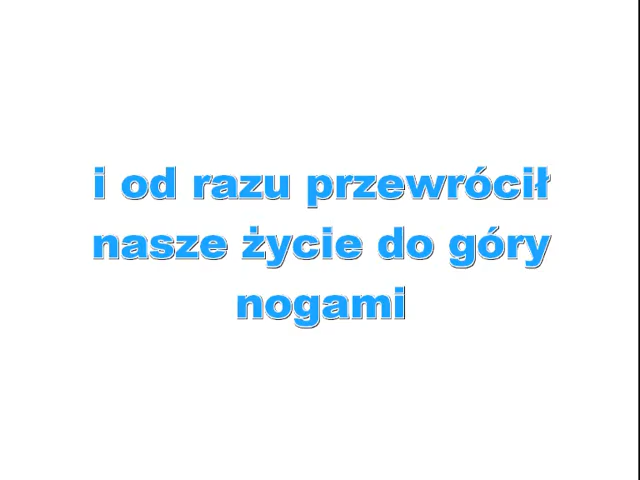 i od razu przewrócił
nasze życie do góry
nogami